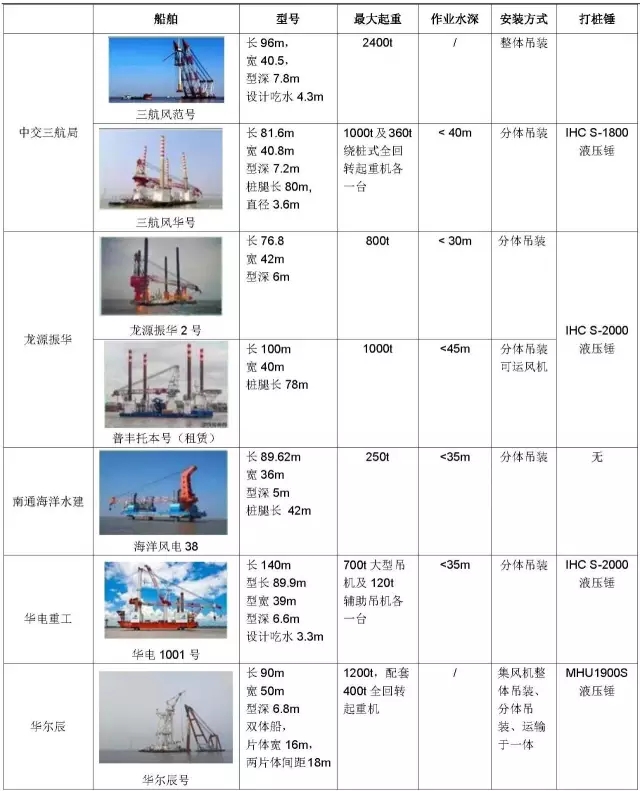 船舶 型号 最大起重 作业水深 安装方式 打桩锤
中交三航局
三航风范号
长 96m，
宽 40.5，
型深 7.8m
设计吃水 4.3m
2400t
/
整体吊装
三航风华号
长 81.6m
宽 40.8m
型深 7.2m
桩腿长 80m,
直径 3.6m
1000t 及 360t
绕桩式全回
转起重机各
一台
< 40m
分体吊装
IHC S-1800
液压锤
龙源振华
龙源振华 2 号
长 76.8
宽 42m
型深 6m
800t
< 30m
分体吊装
IHC S-2000
液压锤
普丰托本号（租赁）
长 100m
宽 40m
桩腿长 78m
1000t
<45m
分体吊装
可运风机
南通海洋水建
海洋风电 38
长 89.62m
宽 36m
型深 5m
桩腿长 42m
250t
<35m
分体吊装
无
华电重工
华电 1001 号
长 140m
型长 89.9m
型宽 39m
型深 6.6m
设计吃水 3.3m
700t 大型吊
机及 120t
辅助吊机各
一台
<35m
分体吊装
IHC S-2000
液压锤
华尔辰
华尔辰号
长 90m
宽 50m
型深 6.8m
双体船，
片体宽 16m，
两片体间距 18m
1200t，配套
400t 全回转
起重机
/
集风机整
体吊装、
分体吊
装、运输
于一体
MHU1900S
液压锤